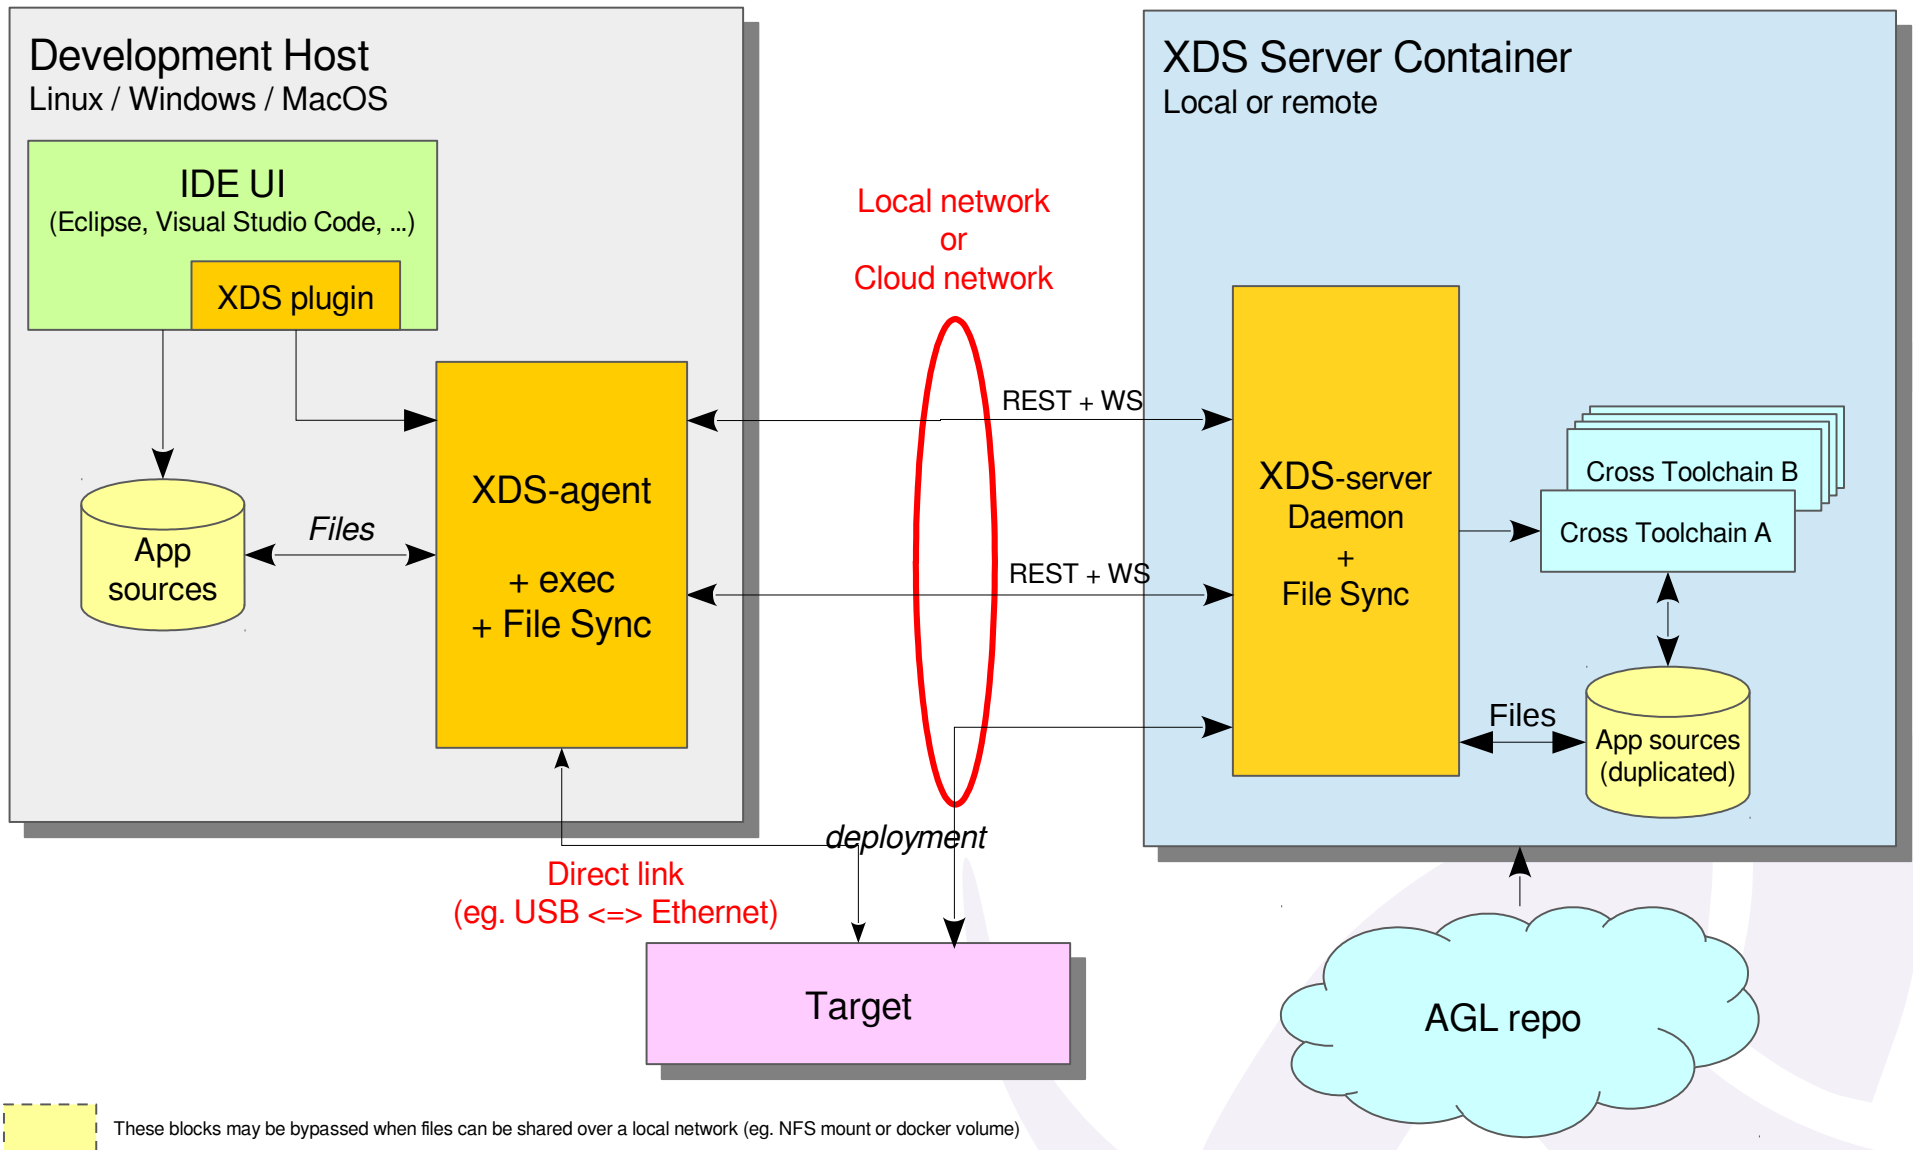 Development Host
Linux / Windows / MacOS
IDE UI
(Eclipse, Visual Studio Code, ...)
XDS plugin
App
sources
Files
XDS-agent
+ exec
+ File Sync
Local network
or
Cloud network
REST + WS
REST + WS
deployment
Direct link
(eg. USB <=> Ethernet)
Target
XDS Server Container
Local or remote
XDS-server
Daemon
+
File Sync
Cross Toolchain B
Cross Toolchain A
Files
App sources
(duplicated)
AGL repo
These blocks may be bypassed when files can be shared over a local network (eg. NFS mount or docker volume)